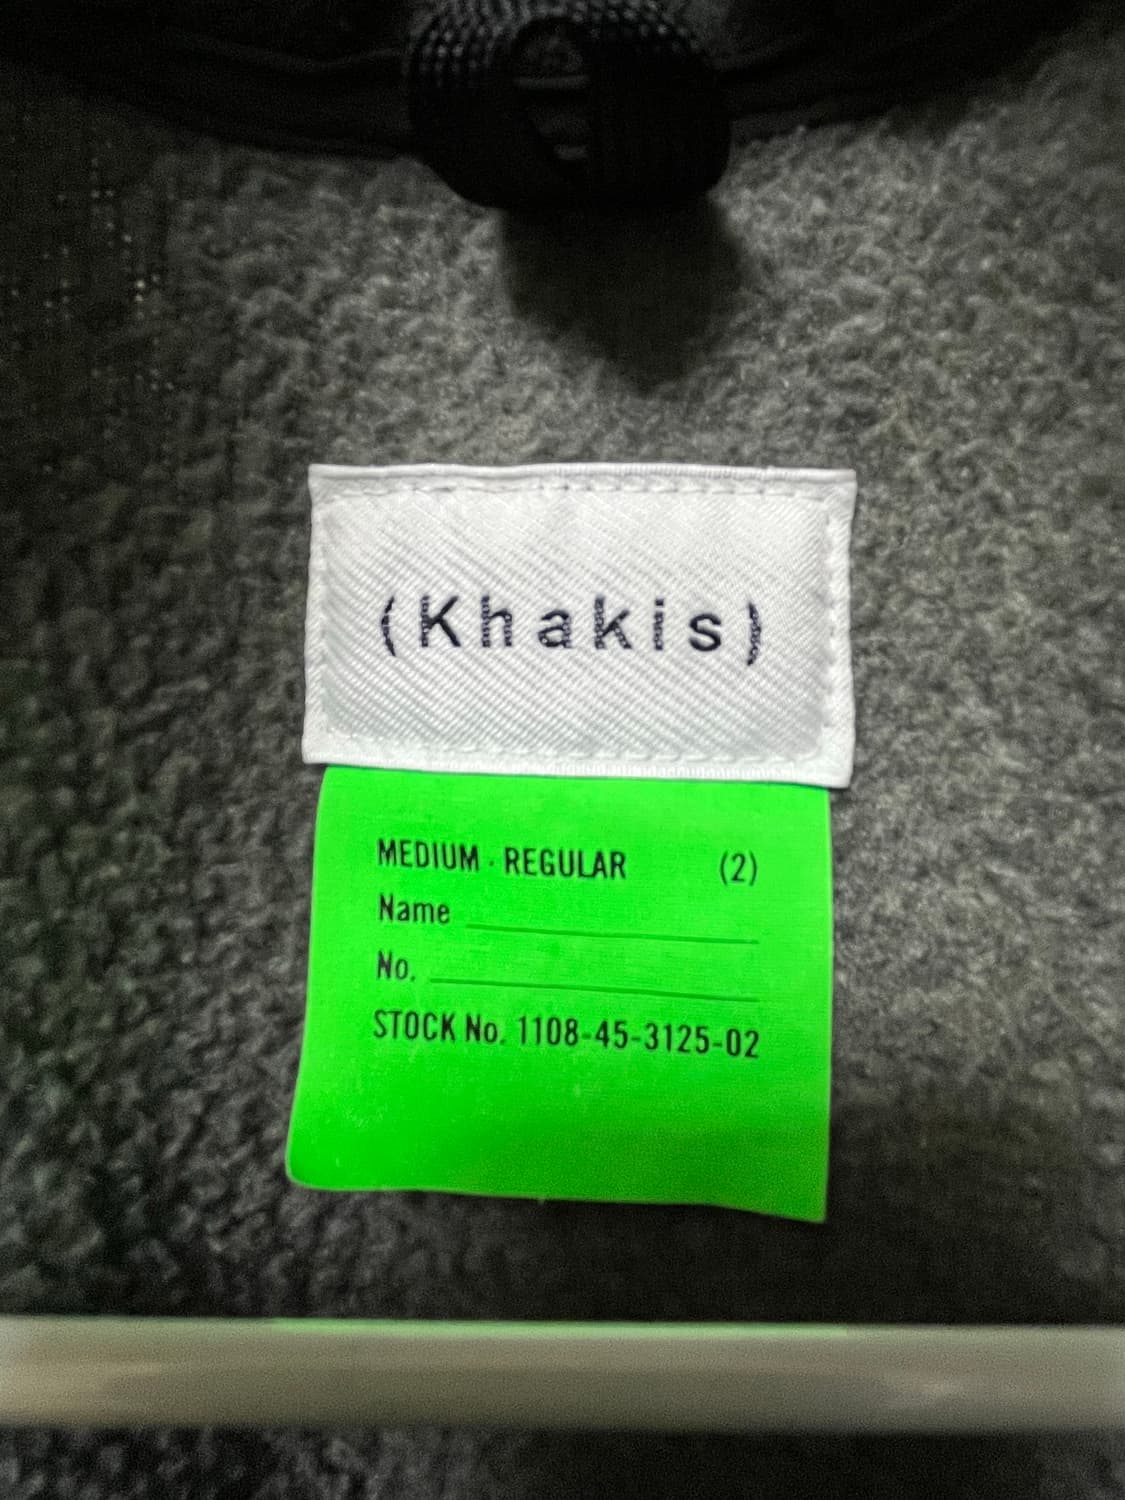 (Khakis)
MEDIUM · REGULAR (2)
Name
No.
STOCK No. 1108-45-3125-02